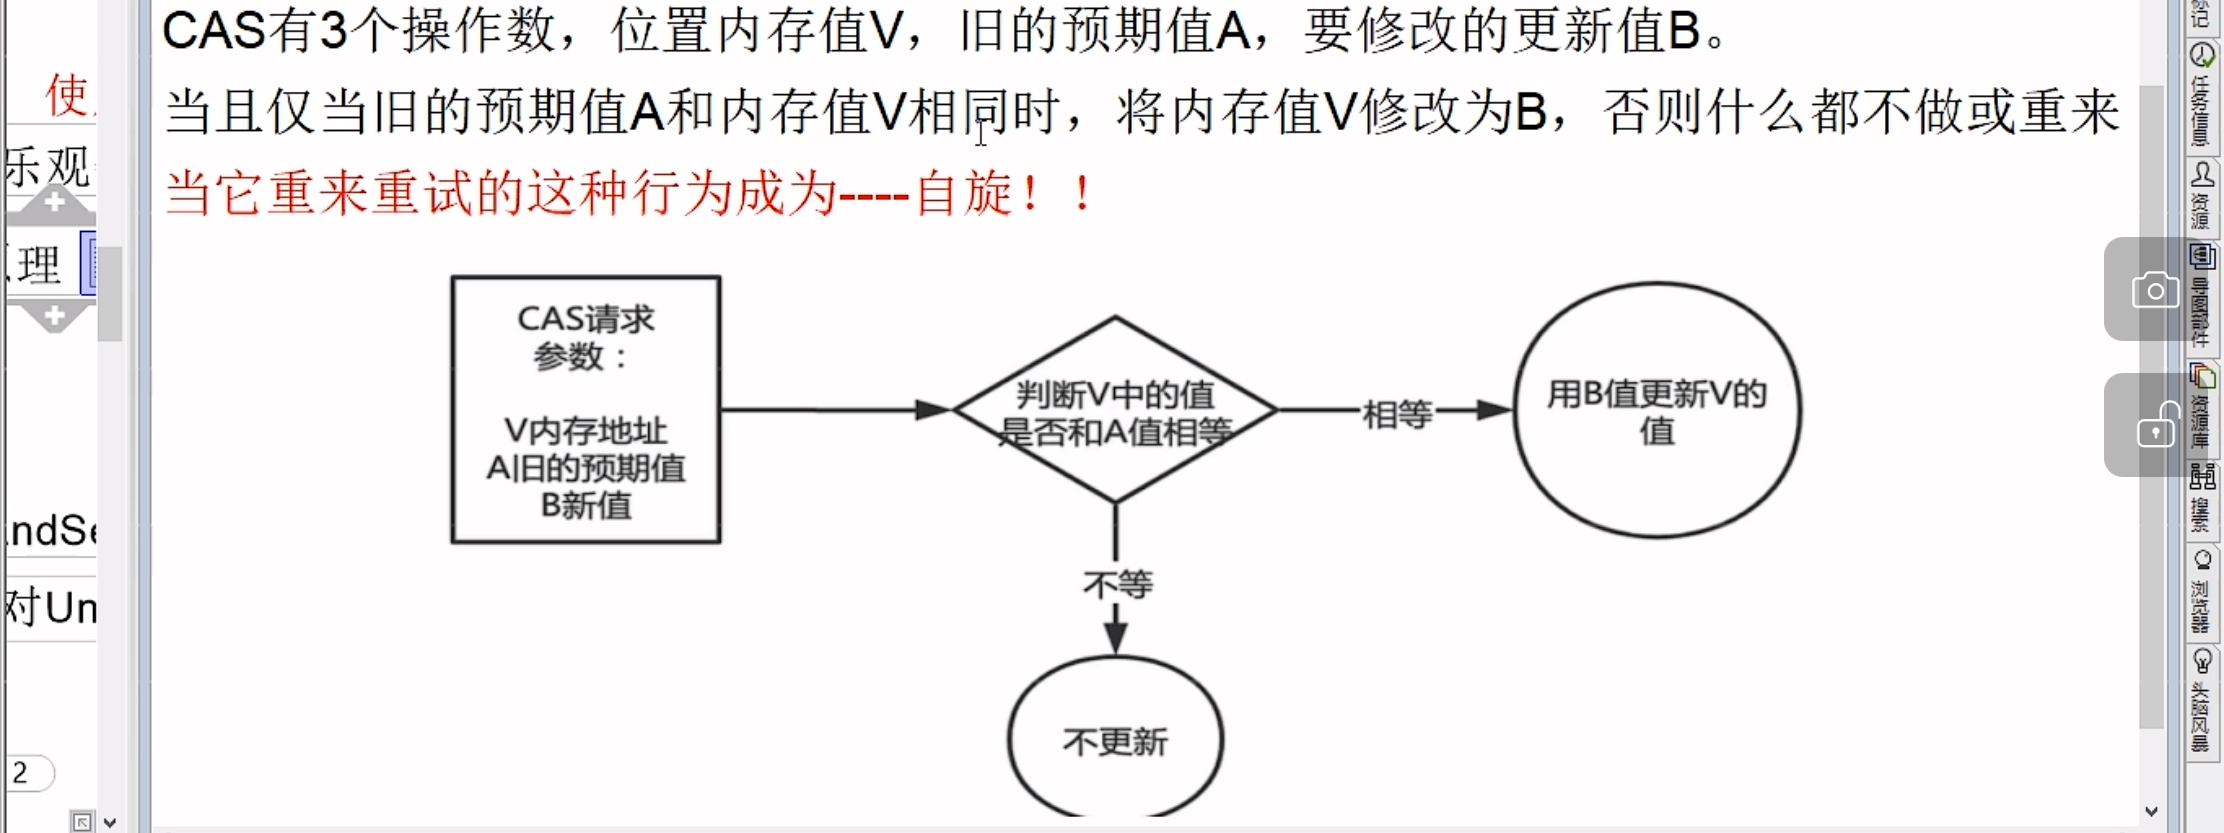 CAS有3个操作数，位置内存值V，旧的预期值A，要修改的更新值B。
当且仅当旧的预期值A和内存值V相同时，将内存值V修改为B，否则什么都不做或重来
当它重来重试的这种行为成为----自旋！！
CAS请求
参数：
V内存地址
A旧的预期值
B新值
判断V中的值
是否和A值相等
相等
用B值更新V的
值
不等
不更新
使
乐观
理
ndSe
对Un
2
标记
任务信息
资源
导图部件
资源库
搜索
浏览器
头脑风暴